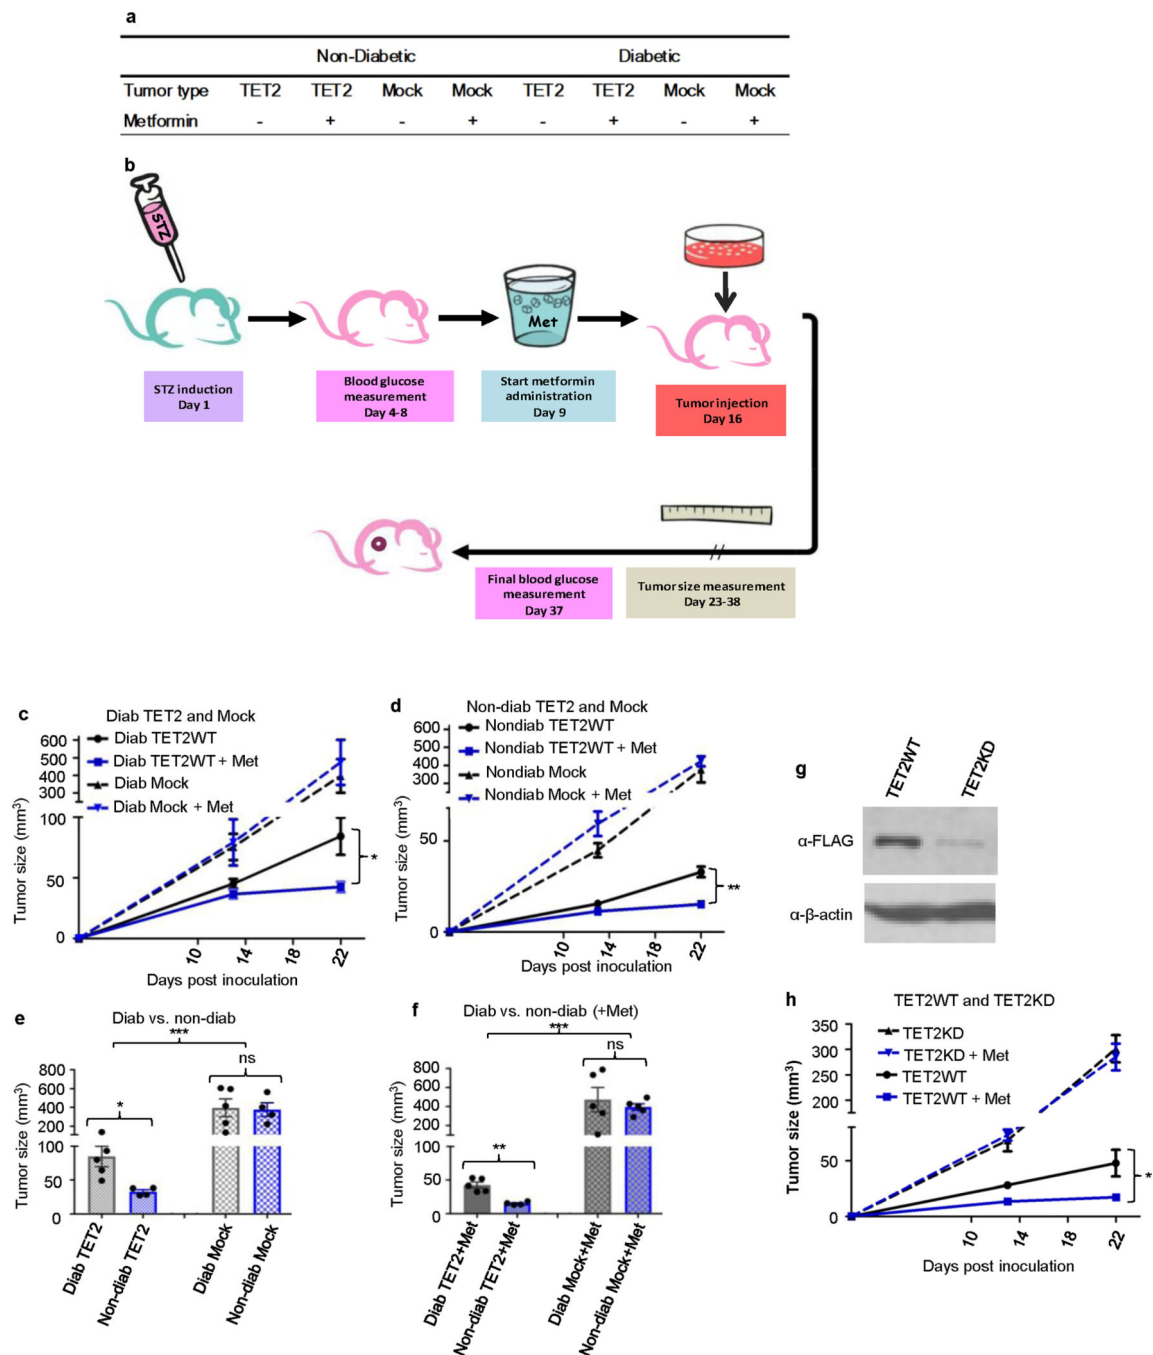 a
Non-Diabetic Diabetic
Tumor type TET2 TET2 Mock Mock TET2 TET2 Mock Mock
Metformin - + - + - + - +
b
STZ
Met
STZ induction
Day 1
Blood glucose
measurement
Day 4-8
Start metformin
administration
Day 9
Tumor injection
Day 16
Final blood glucose
measurement
Day 37
Tumor size measurement
Day 23-38
c
Diab TET2 and Mock
Diab TET2WT
Diab TET2WT + Met
Diab Mock
Diab Mock + Met
600
500
400
300
100
50
0
Tumor size (mm³)
*
10 14 18 22
Days post inoculation
d
Non-diab TET2 and Mock
Nondiab TET2WT
Nondiab TET2WT + Met
Nondiab Mock
Nondiab Mock + Met
600
500
400
300
50
0
Tumor size (mm³)
**
10 14 18 22
Days post inoculation
g
TET2WT TET2KD
α-FLAG
α-β-actin
e
Diab vs. non-diab
***
ns
*
800
600
400
200
100
50
0
Tumor size (mm³)
Diab TET2
Non-diab TET2
Diab Mock
Non-diab Mock
f
Diab vs. non-diab (+Met)
***
ns
**
800
600
400
200
100
50
0
Tumor size (mm³)
Diab TET2+Met
Non-diab TET2+Met
Diab Mock+Met
Non-diab Mock+Met
h
TET2WT and TET2KD
TET2KD
TET2KD + Met
TET2WT
TET2WT + Met
350
300
250
200
50
0
Tumor size (mm³)
*
10 14 18 22
Days post inoculation